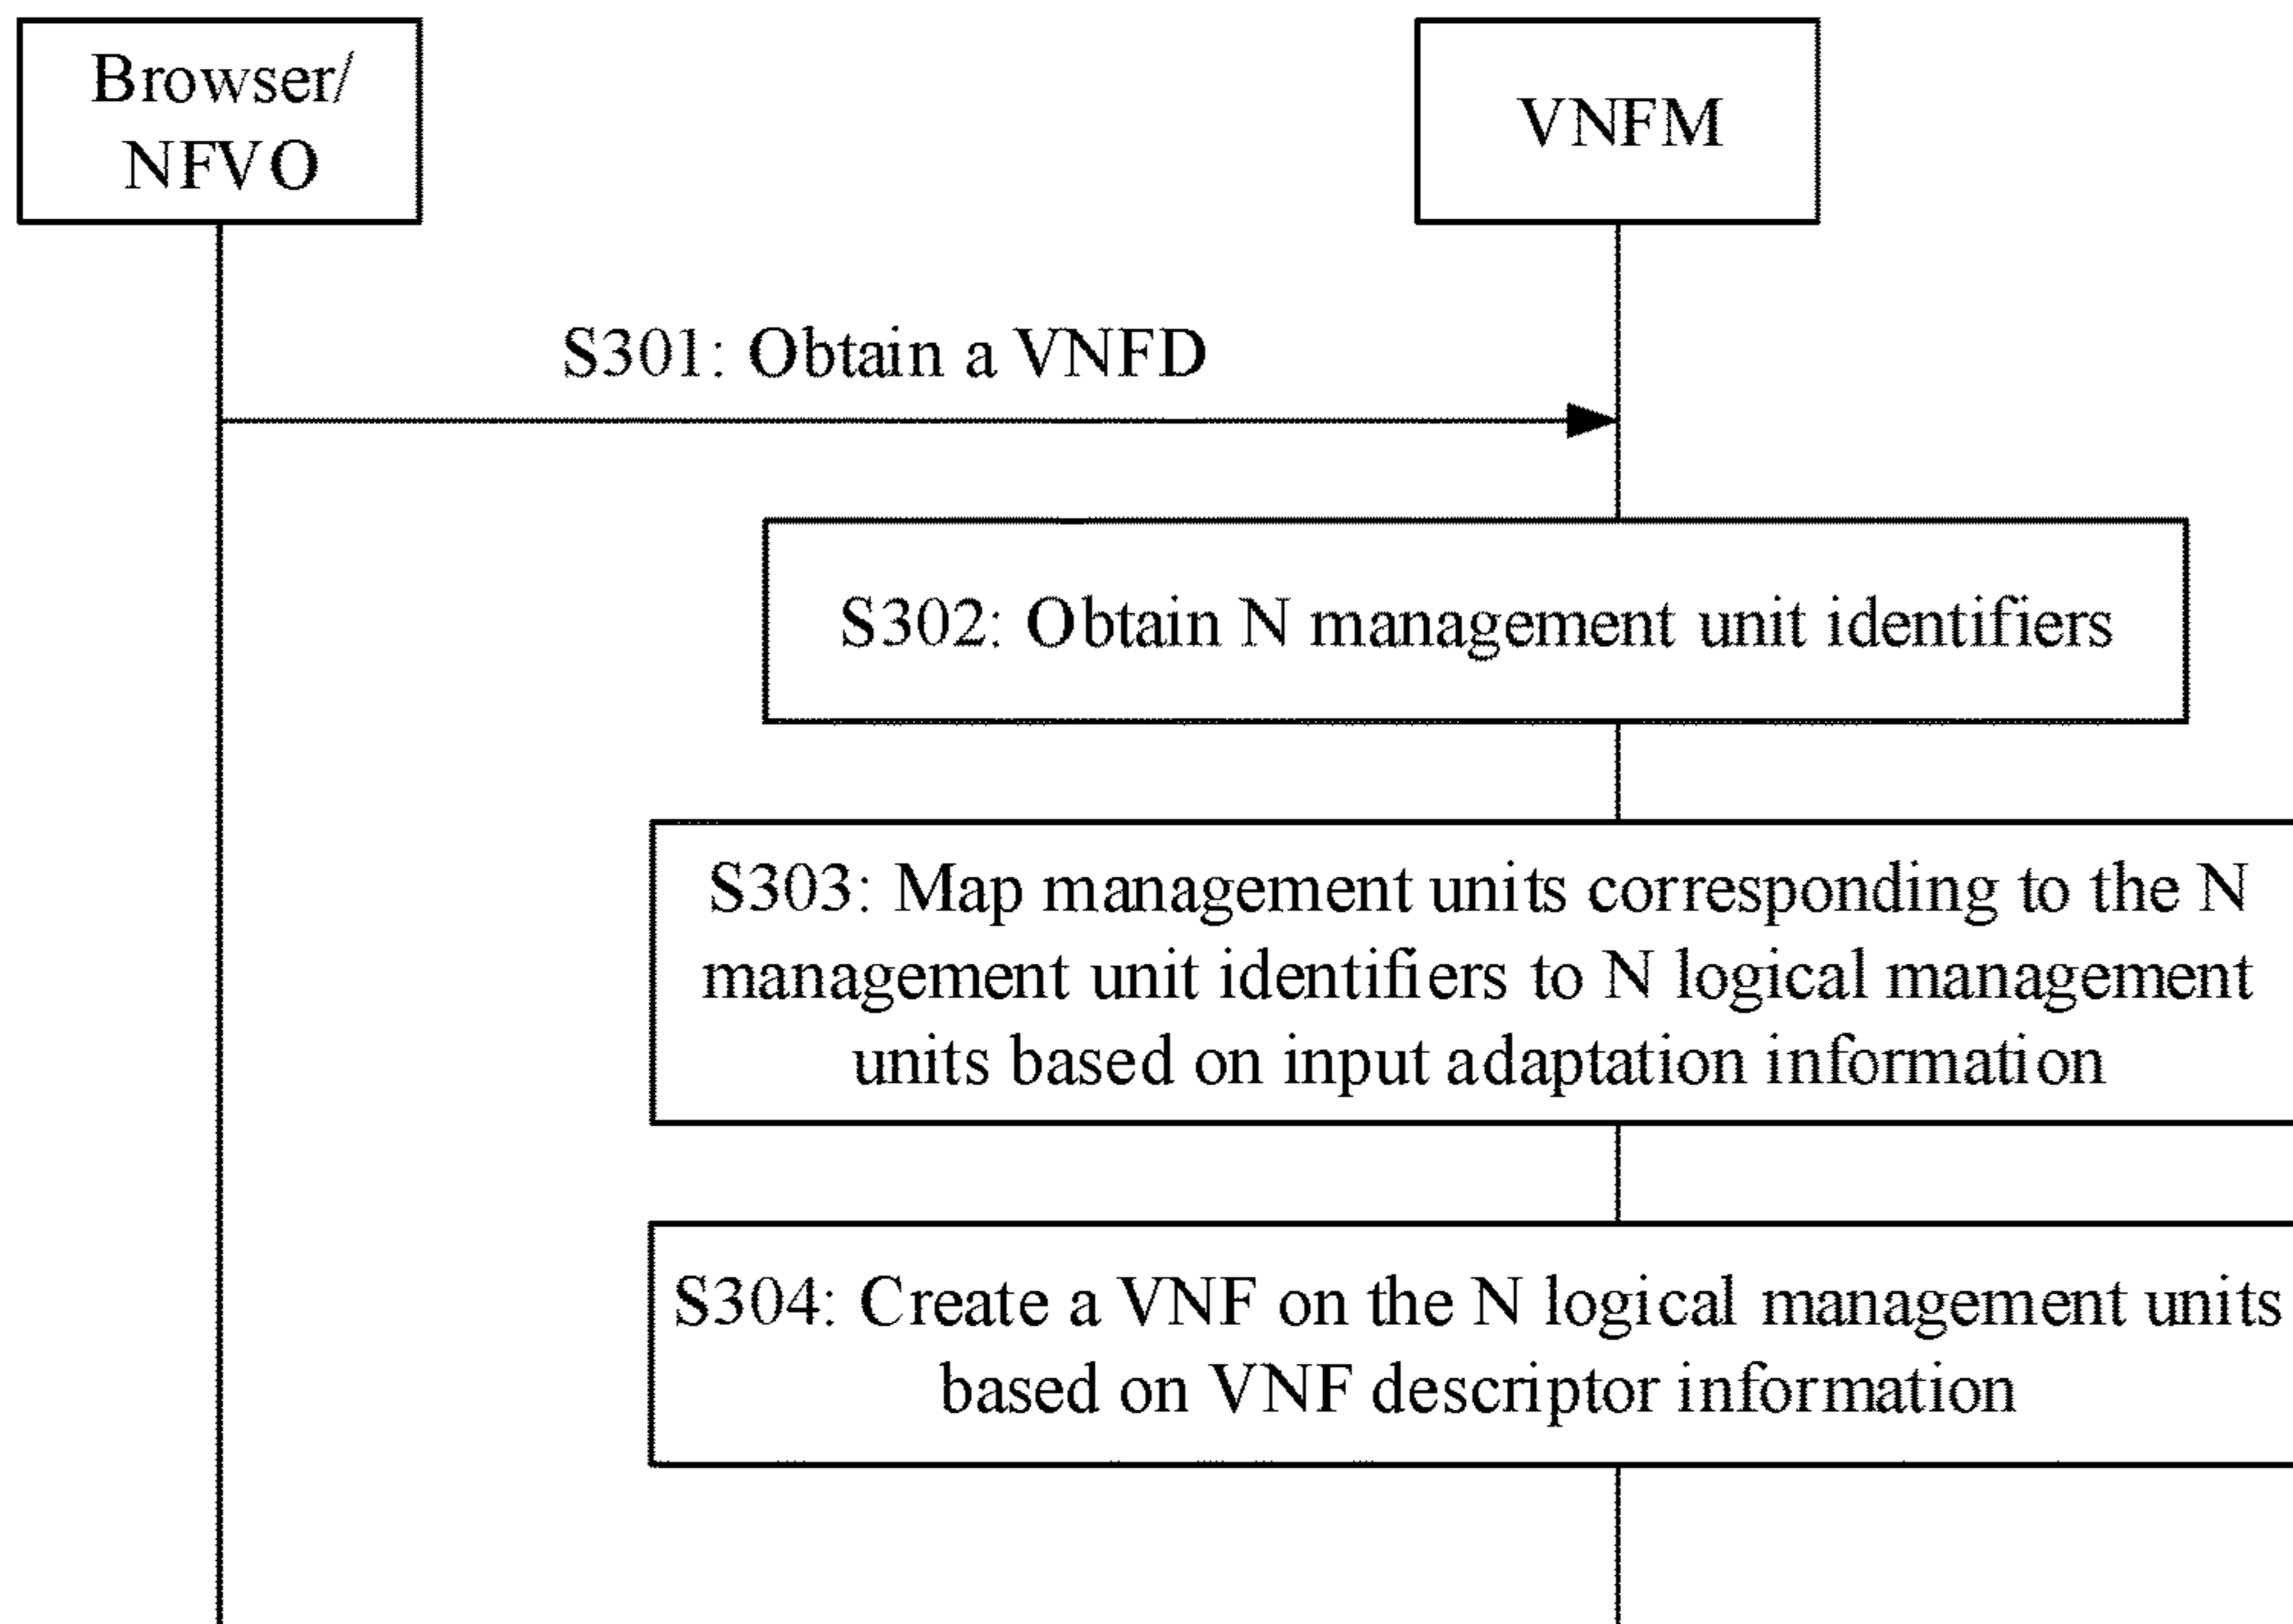 Browser/
NFVO
VNFM
S301: Obtain a VNFD
S302: Obtain N management unit identifiers
S303: Map management units corresponding to the N
management unit identifiers to N logical management
units based on input adaptation information
S304: Create a VNF on the N logical management units
based on VNF descriptor information